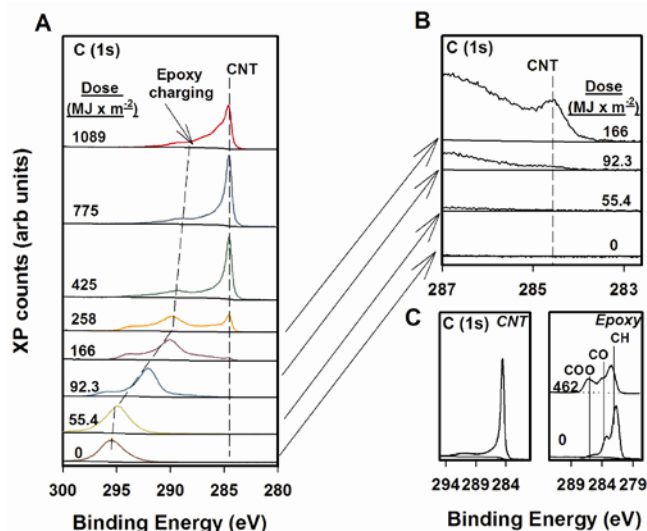 A
C (1s)
Dose
(MJ x m-2)
Epoxy
charging
CNT
1089
775
425
258
166
92.3
55.4
0
300 295 290 285 280
Binding Energy (eV)
XP counts (arb units)
B
C (1s)
CNT
Dose
(MJ x m-2)
166
92.3
55.4
0
287 285 283
C
C (1s) CNT
294 289 284
Epoxy
CH
CO
COO
462
0
289 284 279
Binding Energy (eV)